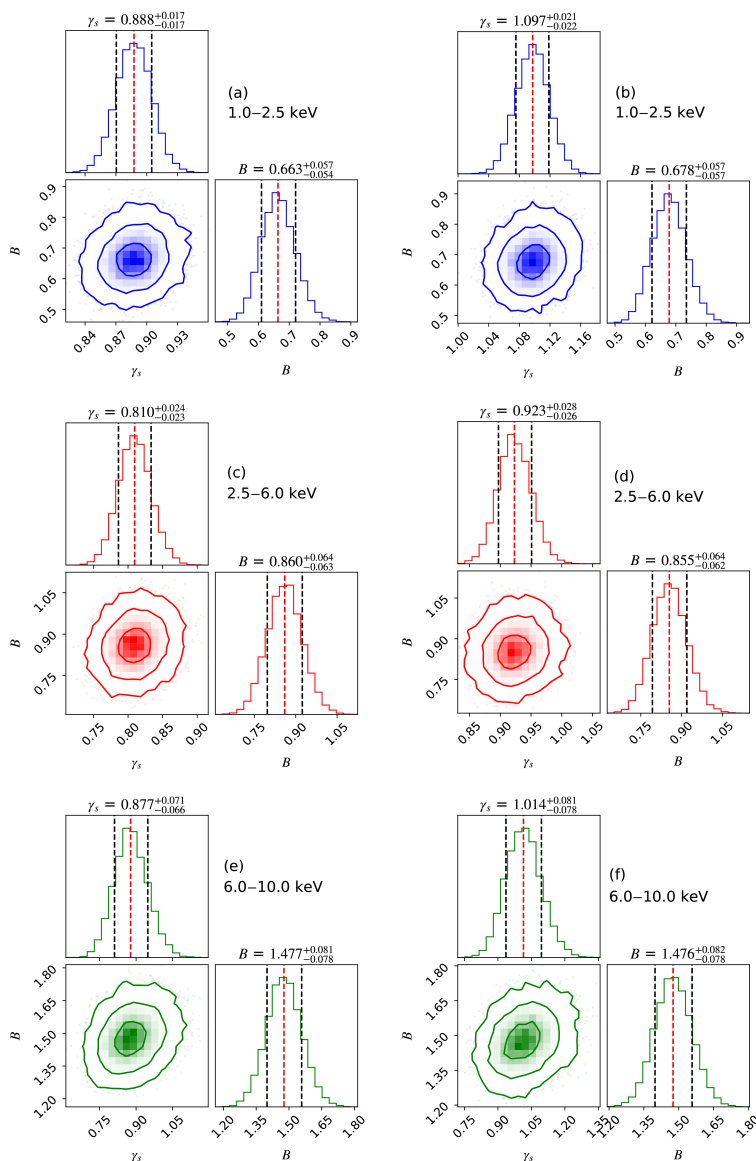 γs = 0.888 +0.017 −0.017
(a)
1.0−2.5 keV
B = 0.663 +0.057 −0.054
0.9
0.8
0.7
0.6
0.5
B
0.84
0.87
0.90
0.93
γs
0.5
0.6
0.7
0.8
0.9
B
γs = 1.097 +0.021 −0.022
(b)
1.0−2.5 keV
B = 0.678 +0.057 −0.057
0.9
0.8
0.7
0.6
0.5
B
1.00
1.04
1.08
1.12
1.16
γs
0.5
0.6
0.7
0.8
0.9
B
γs = 0.810 +0.024 −0.023
(c)
2.5−6.0 keV
B = 0.860 +0.064 −0.063
1.05
0.90
0.75
B
0.75
0.80
0.85
0.90
γs
0.75
0.90
1.05
B
γs = 0.923 +0.028 −0.026
(d)
2.5−6.0 keV
B = 0.855 +0.064 −0.062
1.05
0.90
0.75
B
0.85
0.90
0.95
1.00
1.05
γs
0.75
0.90
1.05
B
γs = 0.877 +0.071 −0.066
(e)
6.0−10.0 keV
B = 1.477 +0.081 −0.078
1.80
1.65
1.50
1.35
1.20
B
0.75
0.90
1.05
γs
1.20
1.35
1.50
1.65
1.80
B
γs = 1.014 +0.081 −0.078
(f)
6.0−10.0 keV
B = 1.476 +0.082 −0.078
1.80
1.65
1.50
1.35
1.20
B
0.75
0.90
1.05
1.20
1.35
γs
1.20
1.35
1.50
1.65
1.80
B